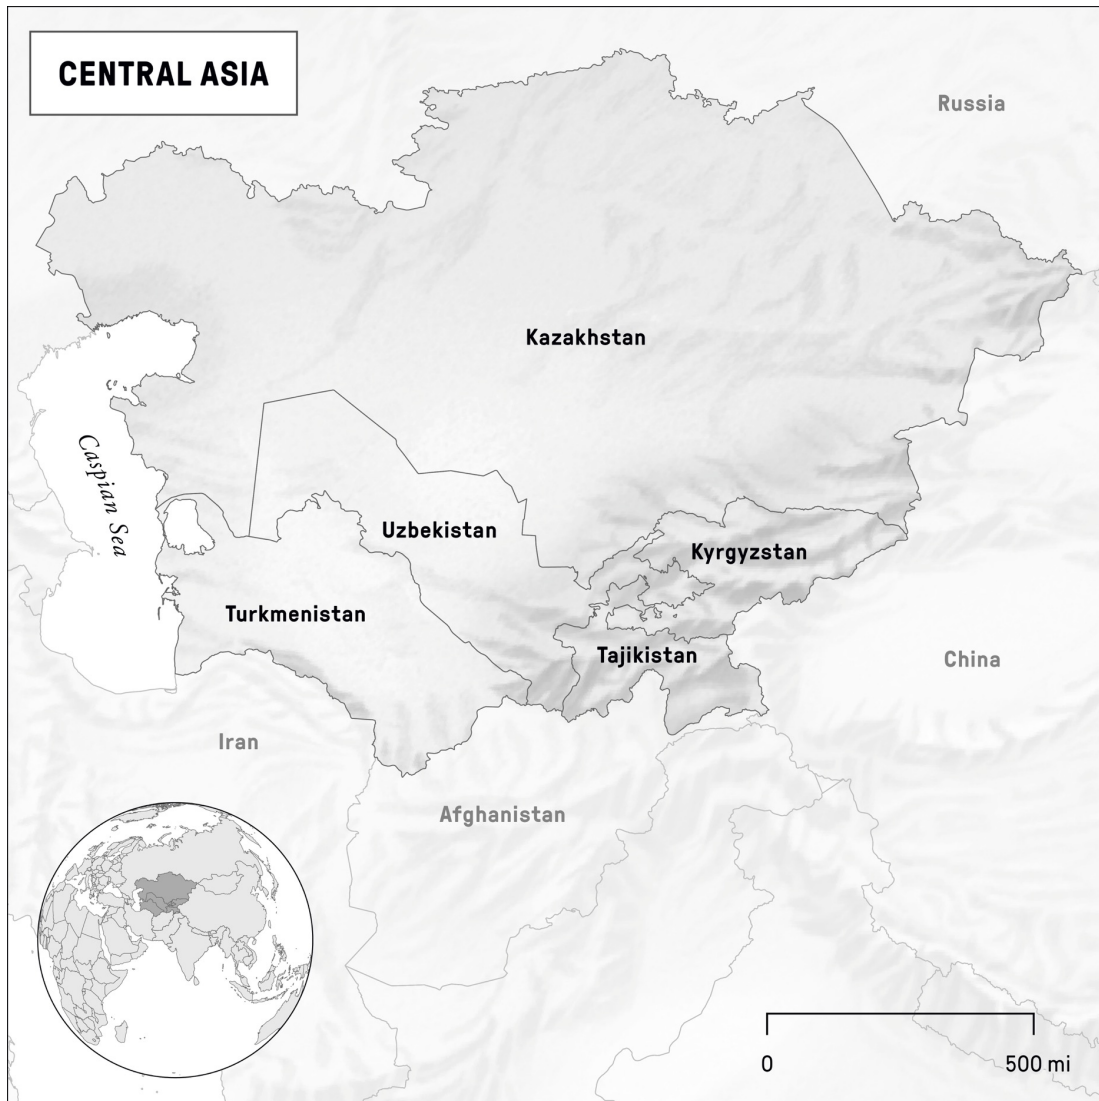 CENTRAL ASIA
Russia
Kazakhstan
Caspian Sea
Uzbekistan
Kyrgyzstan
Turkmenistan
Tajikistan
China
Iran
Afghanistan
0
500 mi